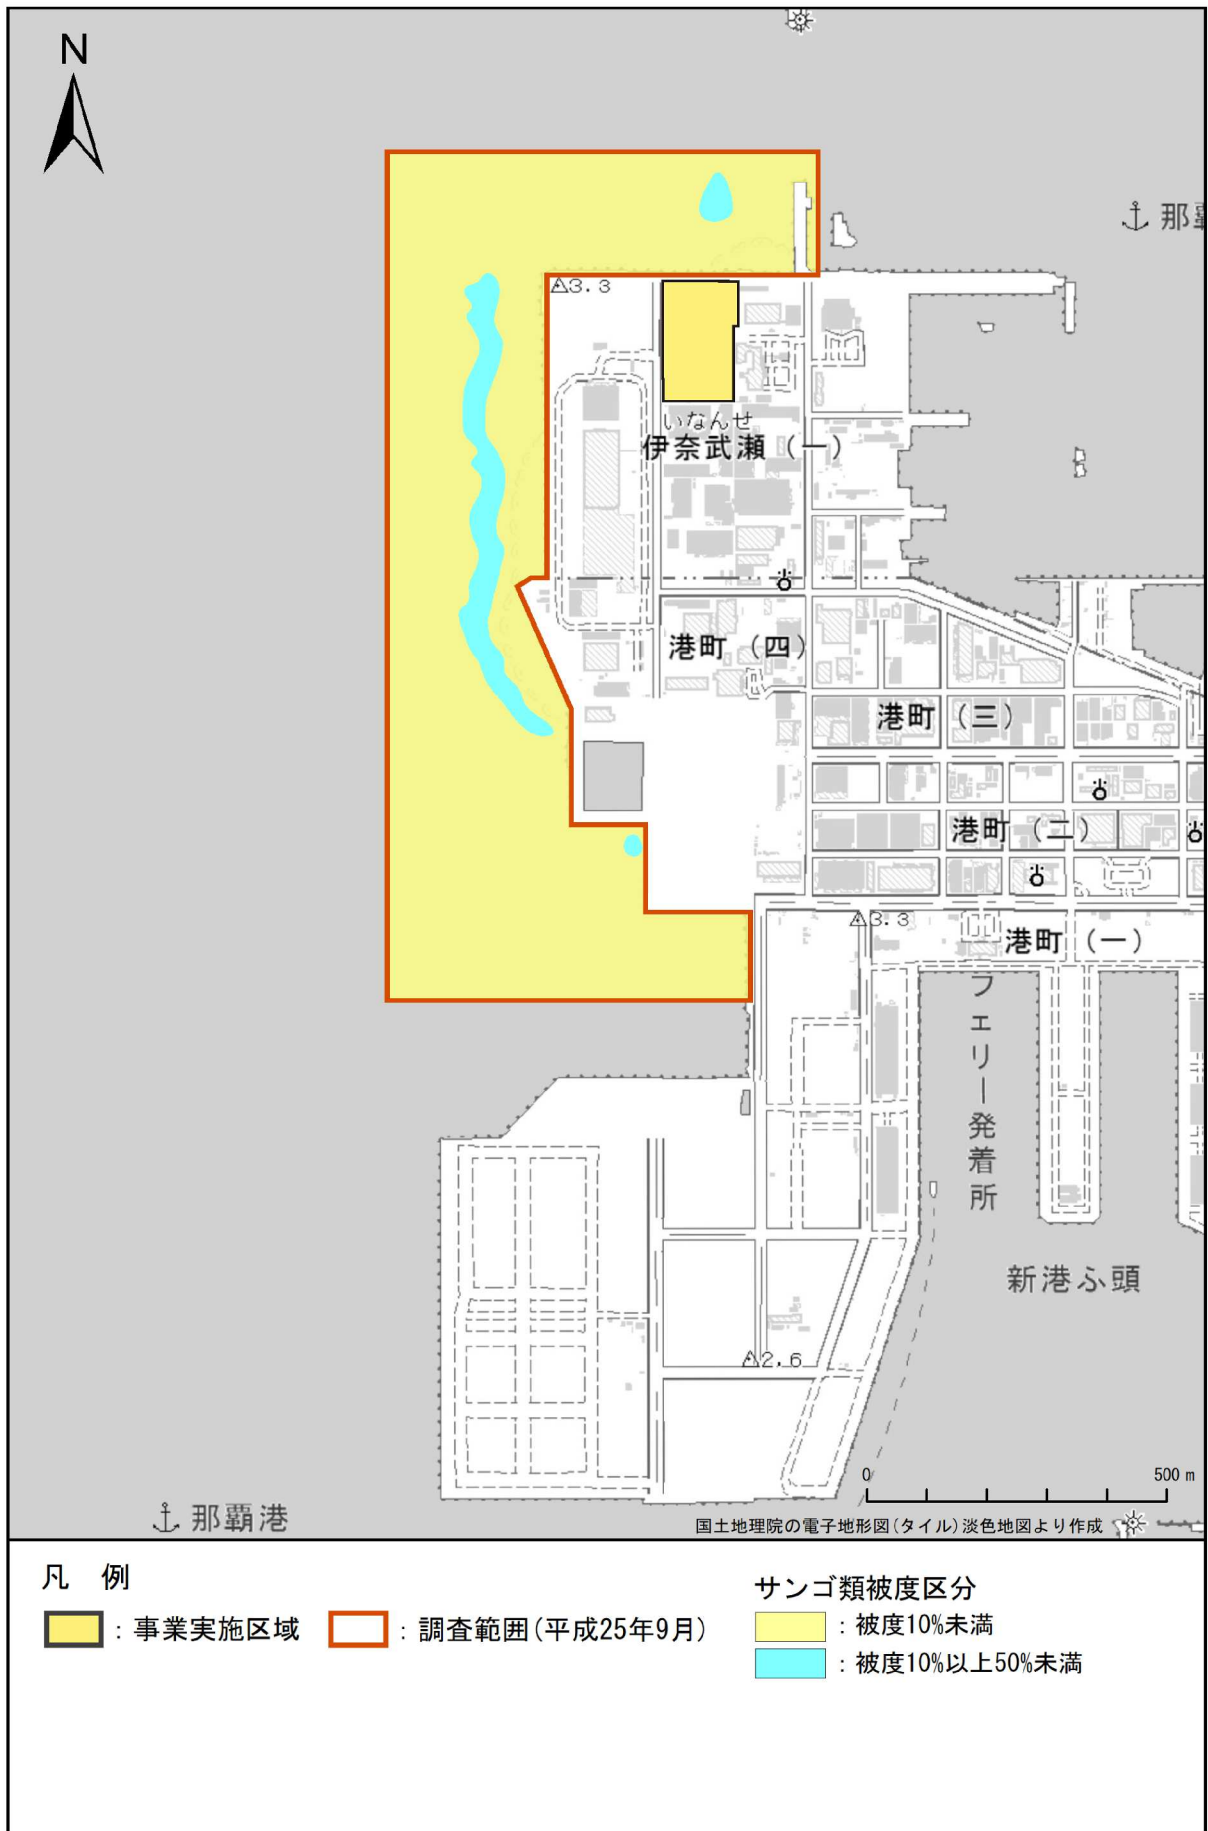 N
那
△3.3
いなんせ
伊奈武瀬(一)
港町(四)
港町(三)
港町(二)
△3.3
港町(一)
フェリー発着所
新港ふ頭
△2.6
0 500 m
那覇港
国土地理院の電子地形図(タイル)淡色地図より作成
凡 例
:事業実施区域
:調査範囲(平成25年9月)
サンゴ類被度区分
:被度10%未満
:被度10%以上50%未満